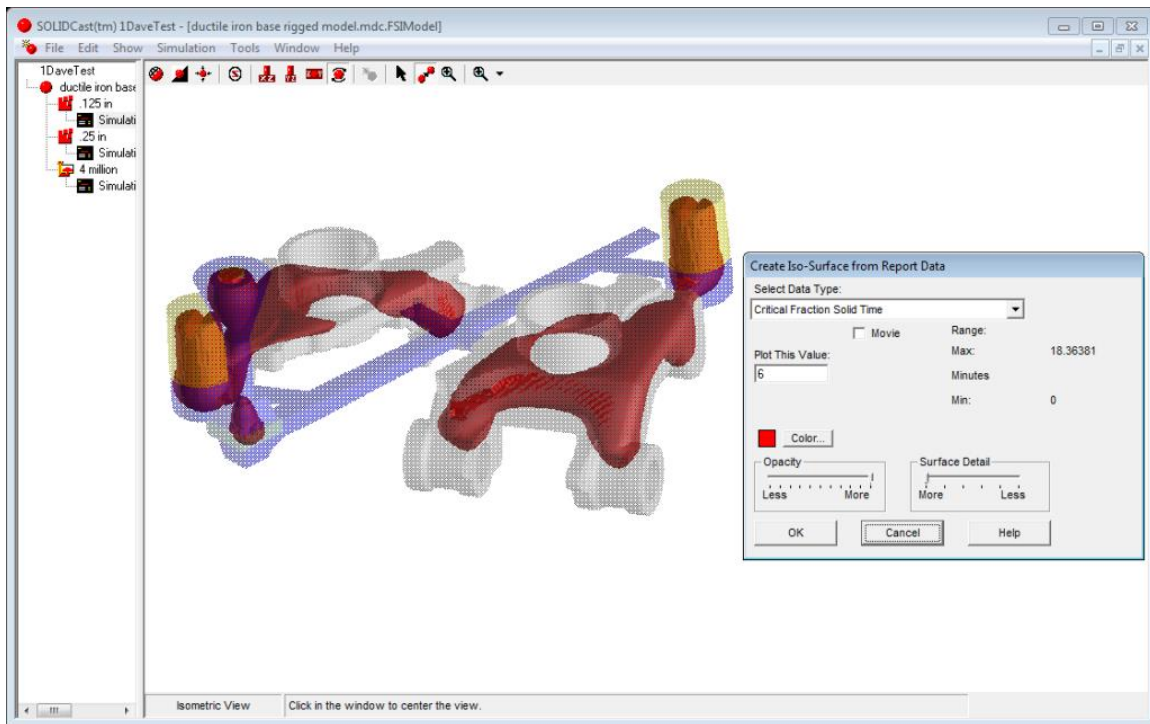 SOLIDCast(tm) 1DaveTest - [ductile iron base rigged model.mdc.FSIModel]
File Edit Show Simulation Tools Window Help
1DaveTest
ductile iron base
.125 in
Simulati
.25 in
Simulati
4 million
Simulati
Create Iso-Surface from Report Data
Select Data Type:
Critical Fraction Solid Time
Movie
Range:
Plot This Value:
Max: 18.36381
6
Minutes
Min: 0
Color...
Opacity
Surface Detail
Less More
More Less
OK Cancel Help
Isometric View
Click in the window to center the view.